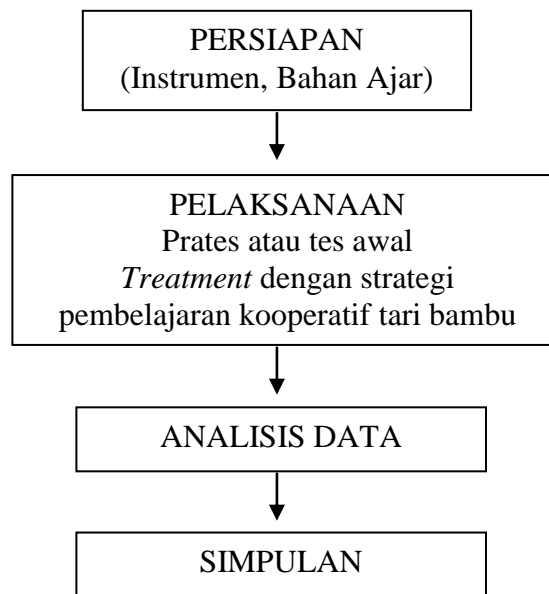 PERSIAPAN
(Instrumen, Bahan Ajar)
PELAKSANAAN
Prates atau tes awal
Treatment dengan strategi
pembelajaran kooperatif tari bambu
ANALISIS DATA
SIMPULAN